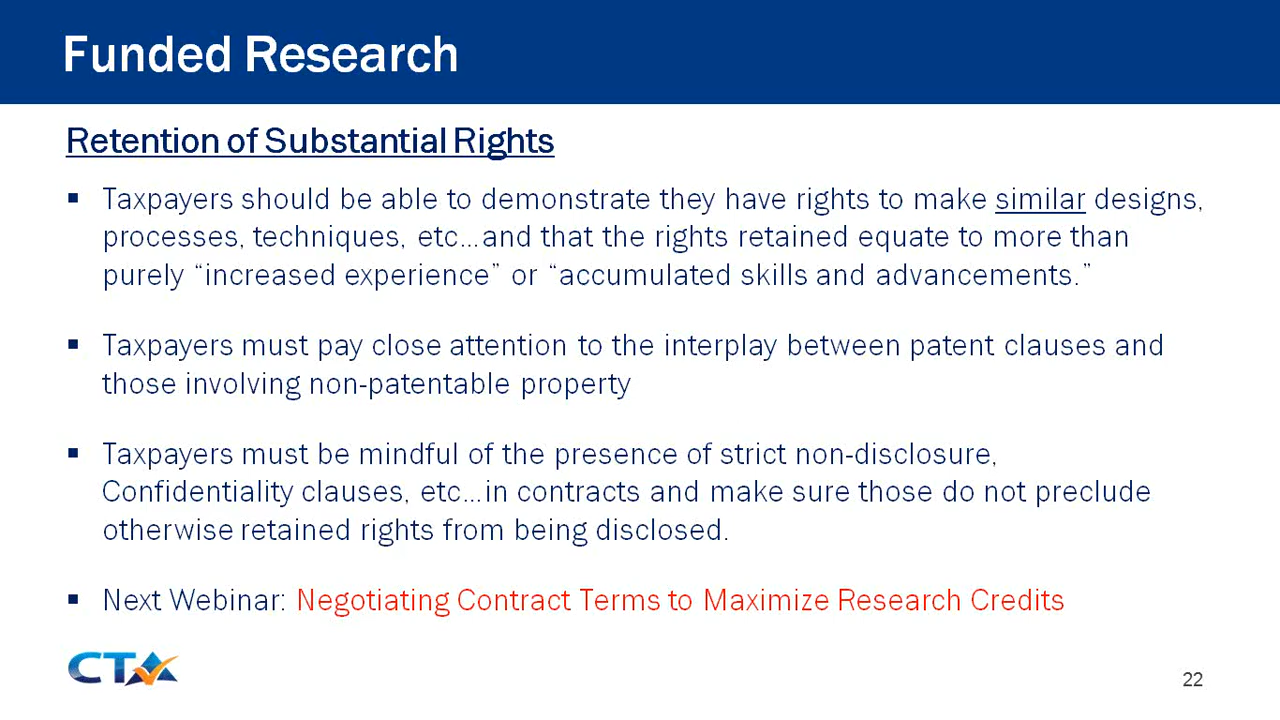 Funded Research
Retention of Substantial Rights
▪ Taxpayers should be able to demonstrate they have rights to make similar designs,
processes, techniques, etc...and that the rights retained equate to more than
purely “increased experience” or “accumulated skills and advancements.”
▪ Taxpayers must pay close attention to the interplay between patent clauses and
those involving non-patentable property
▪ Taxpayers must be mindful of the presence of strict non-disclosure,
Confidentiality clauses, etc...in contracts and make sure those do not preclude
otherwise retained rights from being disclosed.
▪ Next Webinar: Negotiating Contract Terms to Maximize Research Credits
CTA
22